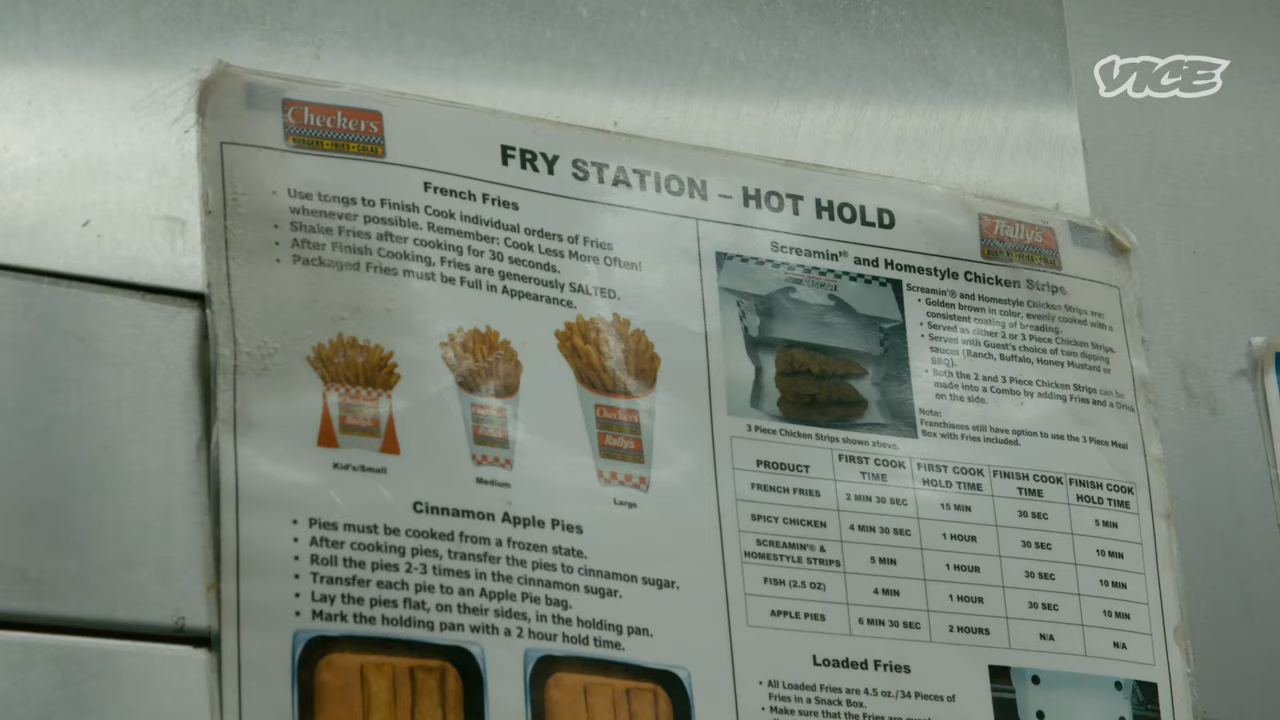 VICE
Checkers
BURGERS • FRIES • COLAS
FRY STATION – HOT HOLD
Rally's
French Fries
• Use tongs to Finish Cook individual orders of Fries
whenever possible. Remember: Cook Less More Often!
• Shake Fries after cooking for 30 seconds.
• After Finish Cooking, Fries are generously SALTED.
• Packaged Fries must be Full in Appearance.
Rally's
Checkers
Rally's
Kid's/Small
Medium
Large
Cinnamon Apple Pies
• Pies must be cooked from a frozen state.
• After cooking pies, transfer the pies to cinnamon sugar.
• Roll the pies 2-3 times in the cinnamon sugar.
• Transfer each pie to an Apple Pie bag.
• Lay the pies flat, on their sides, in the holding pan.
• Mark the holding pan with a 2 hour hold time.
Screamin'® and Homestyle Chicken Strips
NASCAR
Screamin'® and Homestyle Chicken Strips are:
• Golden brown in color, evenly cooked with a
consistent coating of breading.
• Served as either 2 or 3 Piece Chicken Strips.
• Served with Guest's choice of two dipping
sauces (Ranch, Buffalo, Honey Mustard or
BBQ).
• Both the 2 and 3 Piece Chicken Strips can be
made into a Combo by adding Fries and a Drink
on the side.
Note:
Franchisees still have option to use the 3 Piece Meal
Box with Fries included.
3 Piece Chicken Strips shown above.
PRODUCT FIRST COOK TIME FIRST COOK HOLD TIME FINISH COOK TIME FINISH COOK HOLD TIME
FRENCH FRIES 2 MIN 30 SEC 15 MIN 30 SEC 5 MIN
SPICY CHICKEN 4 MIN 30 SEC 1 HOUR 30 SEC 10 MIN
SCREAMIN'® & HOMESTYLE STRIPS 5 MIN 1 HOUR 30 SEC 10 MIN
FISH (2.5 OZ) 4 MIN 1 HOUR 30 SEC 10 MIN
APPLE PIES 6 MIN 30 SEC 2 HOURS N/A N/A
Loaded Fries
• All Loaded Fries are 4.5 oz./34 Pieces of
Fries in a Snack Box.
• Make sure that the Fries are